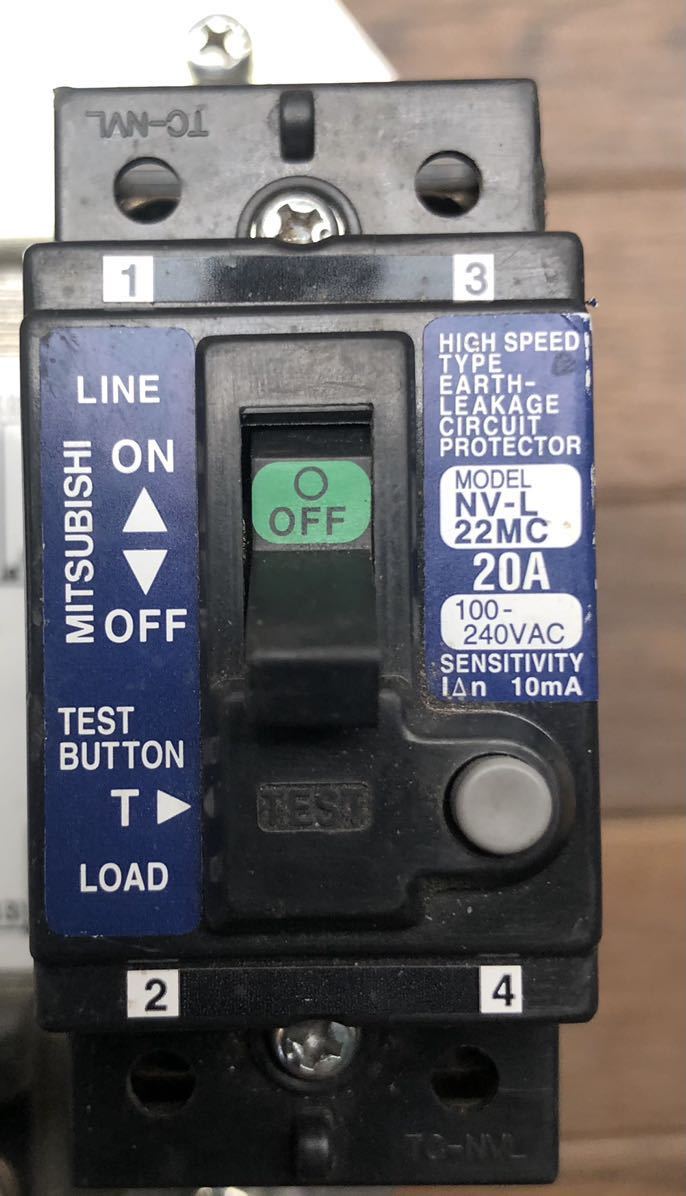 TC-NVL
1
3
LINE
ON
OFF
MITSUBISHI
TEST
BUTTON
T
LOAD
O
OFF
TEST
HIGH SPEED
TYPE
EARTH-
LEAKAGE
CIRCUIT
PROTECTOR
MODEL
NV-L
22MC
20A
100-
240VAC
SENSITIVITY
IΔn 10mA
2
4
TC-NVL